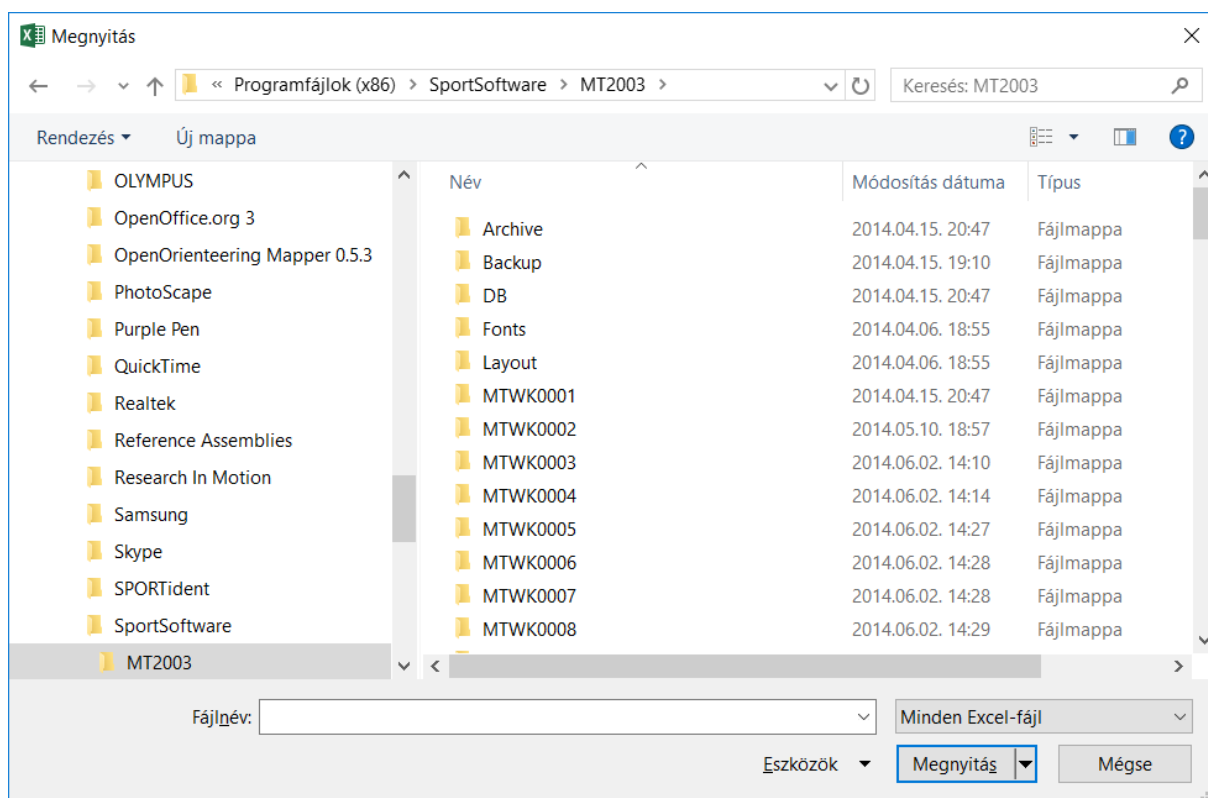 Megnyitás
« Programfájlok (x86) > SportSoftware > MT2003 >
Keresés: MT2003
Rendezés
Új mappa
OLYMPUS
OpenOffice.org 3
OpenOrienteering Mapper 0.5.3
PhotoScape
Purple Pen
QuickTime
Realtek
Reference Assemblies
Research In Motion
Samsung
Skype
SPORTident
SportSoftware
MT2003
Név Módosítás dátuma Típus
Archive 2014.04.15. 20:47 Fájlmappa
Backup 2014.04.15. 19:10 Fájlmappa
DB 2014.04.15. 20:47 Fájlmappa
Fonts 2014.04.06. 18:55 Fájlmappa
Layout 2014.04.06. 18:55 Fájlmappa
MTWK0001 2014.04.15. 20:47 Fájlmappa
MTWK0002 2014.05.10. 18:57 Fájlmappa
MTWK0003 2014.06.02. 14:10 Fájlmappa
MTWK0004 2014.06.02. 14:14 Fájlmappa
MTWK0005 2014.06.02. 14:27 Fájlmappa
MTWK0006 2014.06.02. 14:28 Fájlmappa
MTWK0007 2014.06.02. 14:28 Fájlmappa
MTWK0008 2014.06.02. 14:29 Fájlmappa
Fájlnév:
Minden Excel-fájl
Eszközök
Megnyitás
Mégse